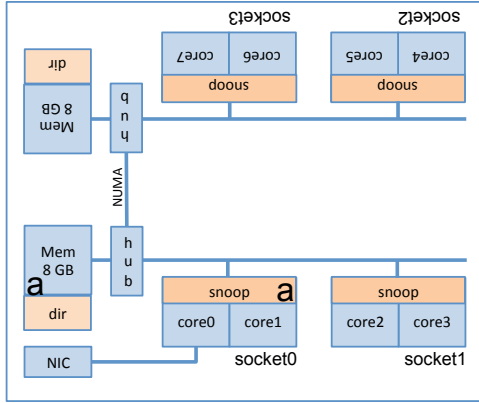 socket3
socket2
dir
core7
core6
core5
core4
Mem
8 GB
hub
snoop
snoop
NUMA
Mem
8 GB
a
hub
snoop
a
snoop
dir
core0
core1
core2
core3
NIC
socket0
socket1